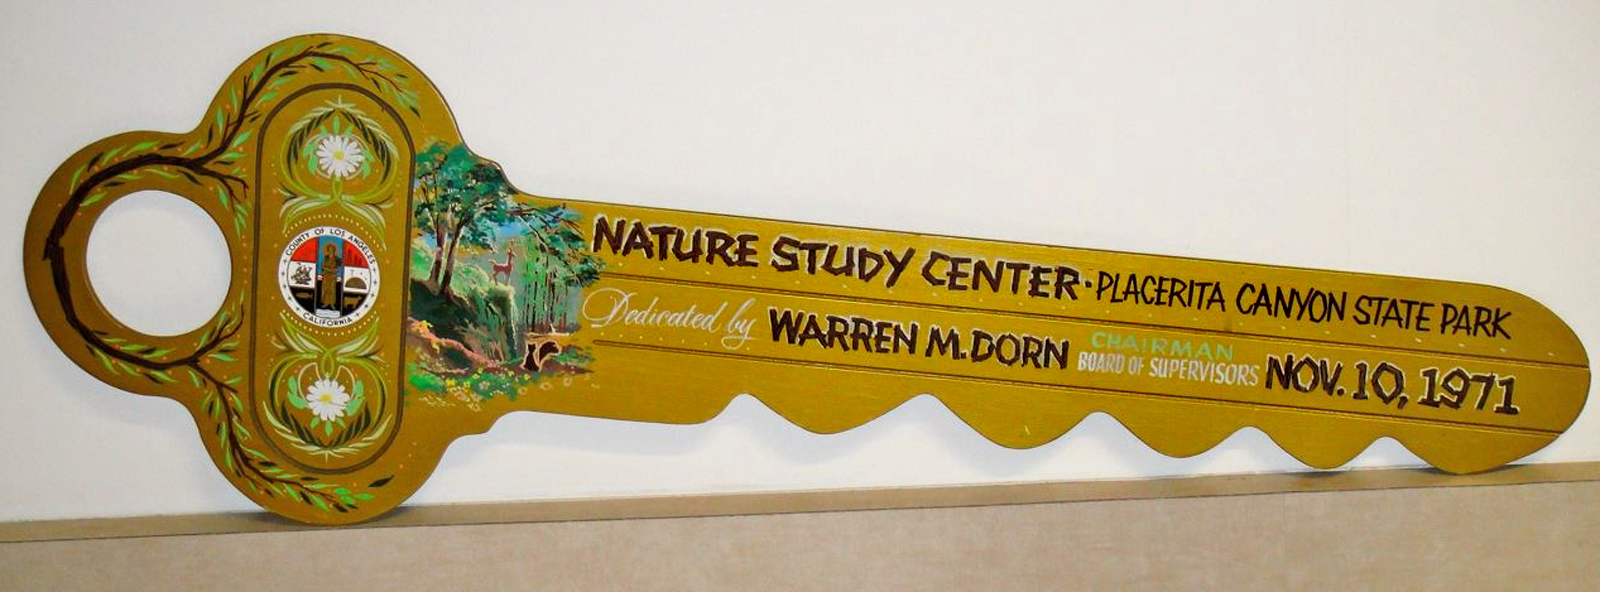 COUNTY OF LOS ANGELES
CALIFORNIA
NATURE STUDY CENTER · PLACERITA CANYON STATE PARK
Dedicated by WARREN M. DORN CHAIRMAN BOARD OF SUPERVISORS NOV. 10, 1971